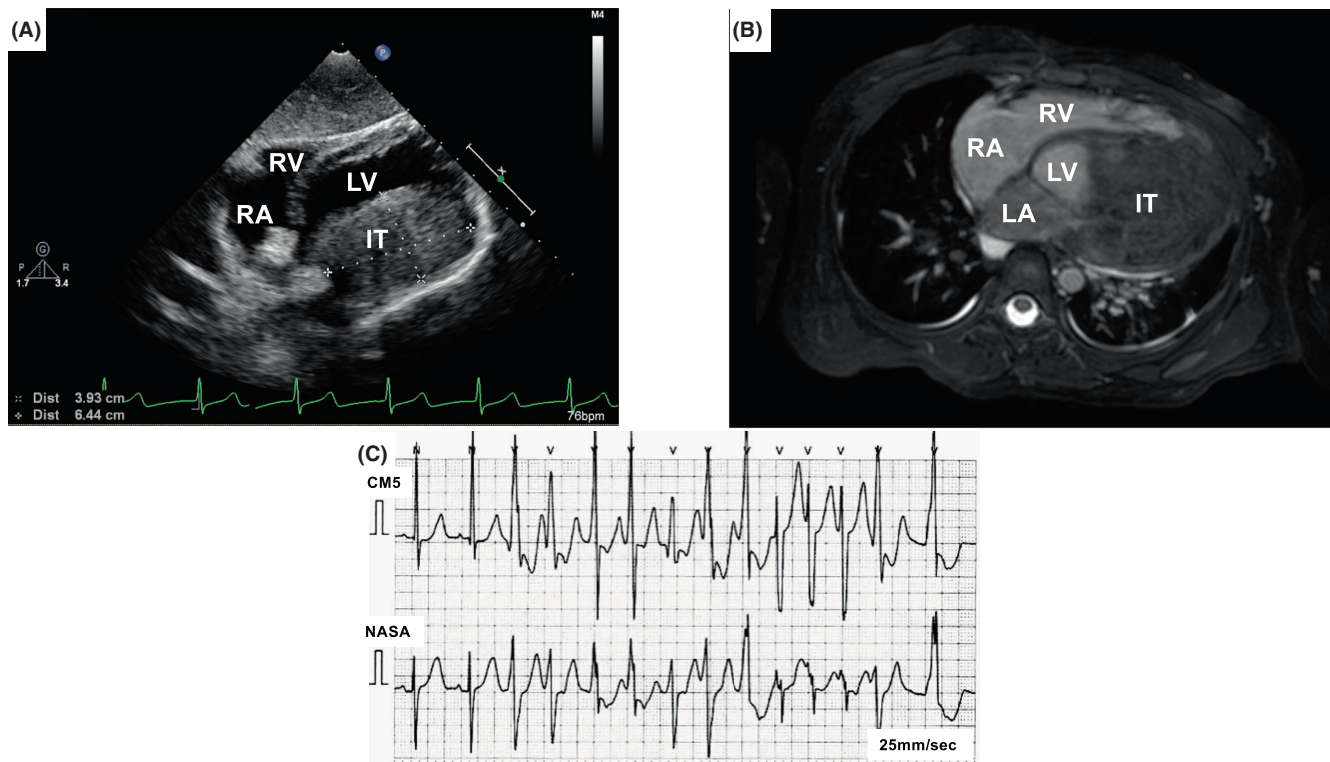 (A)
M4
P
RV
LV
RA
IT
G
P R
1.7 3.4
Dist 3.93 cm
Dist 6.44 cm
76bpm
(B)
RV
RA
LV
LA
IT
(C)
N N V V V V V V V V V V V V
CM5
NASA
25mm/sec